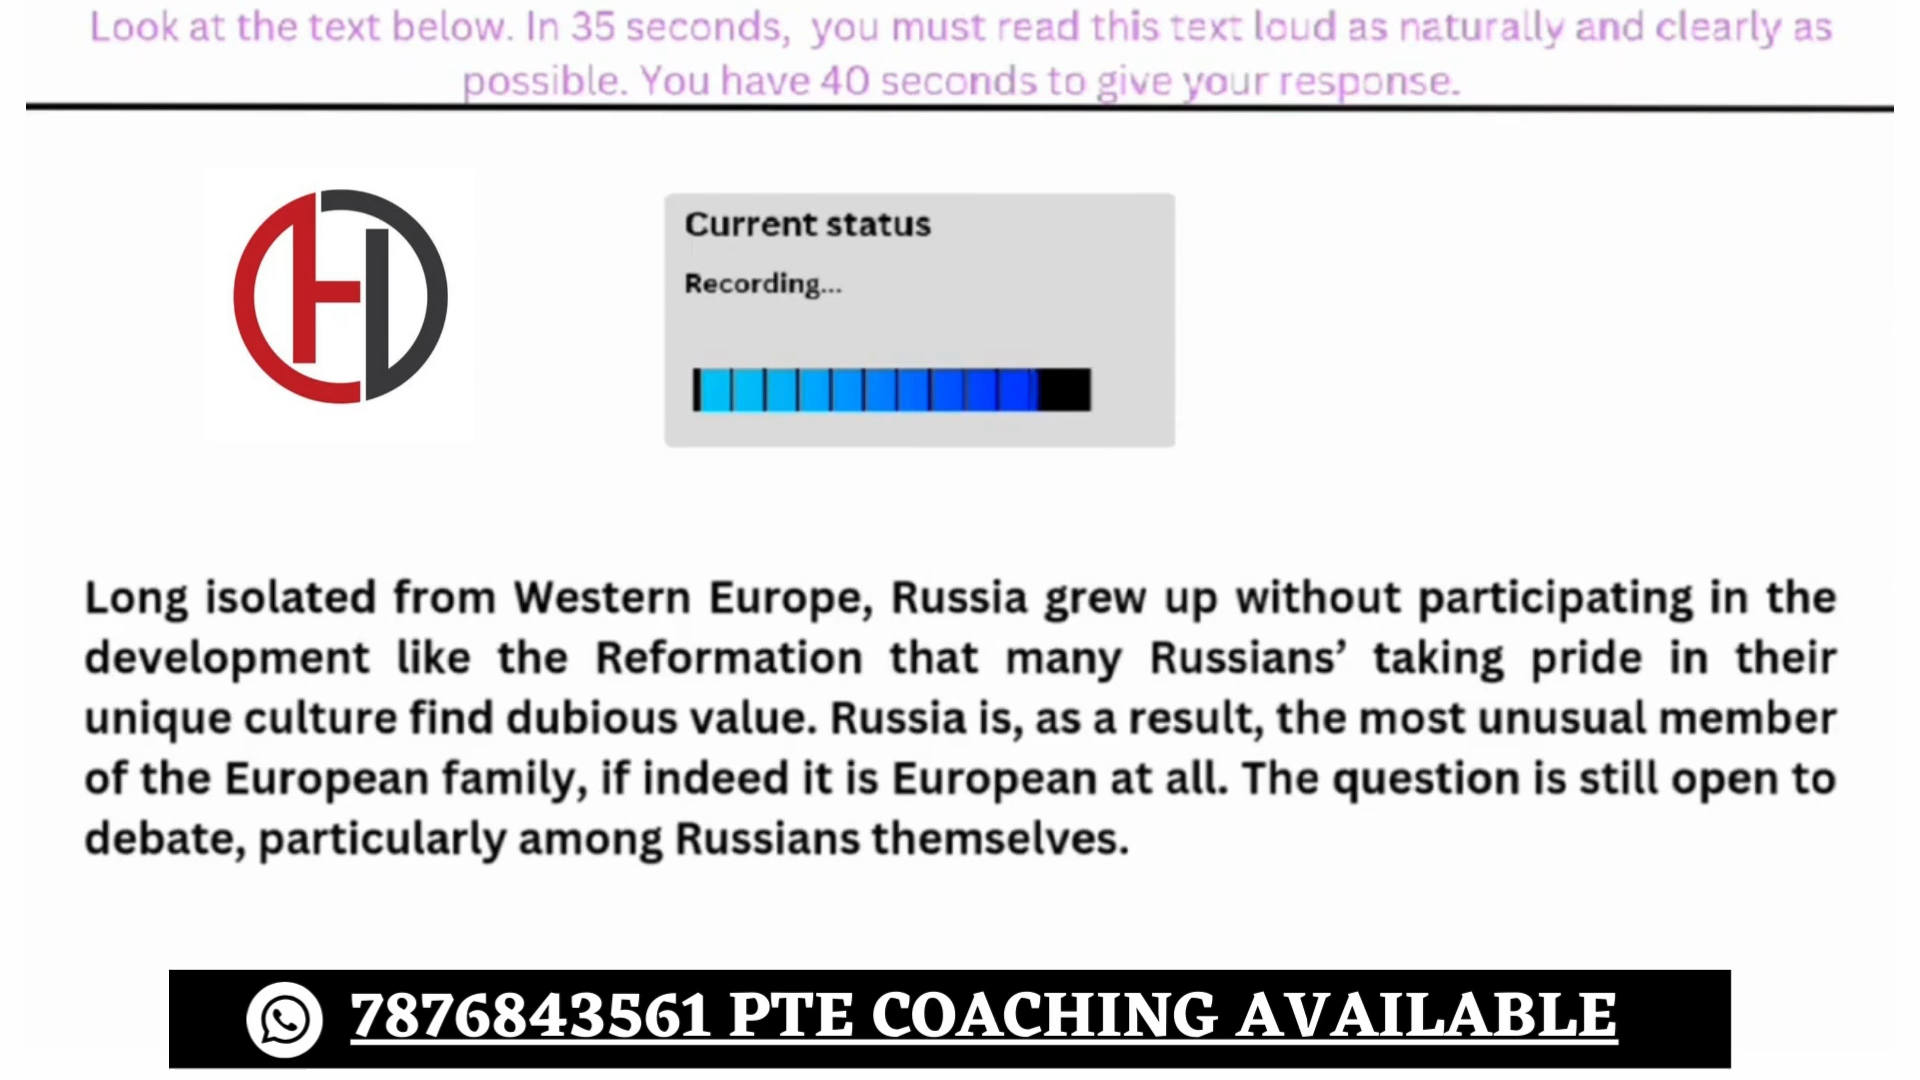 Look at the text below. In 35 seconds, you must read this text loud as naturally and clearly as
possible. You have 40 seconds to give your response.
Current status
Recording...
Long isolated from Western Europe, Russia grew up without participating in the
development like the Reformation that many Russians’ taking pride in their
unique culture find dubious value. Russia is, as a result, the most unusual member
of the European family, if indeed it is European at all. The question is still open to
debate, particularly among Russians themselves.
7876843561 PTE COACHING AVAILABLE